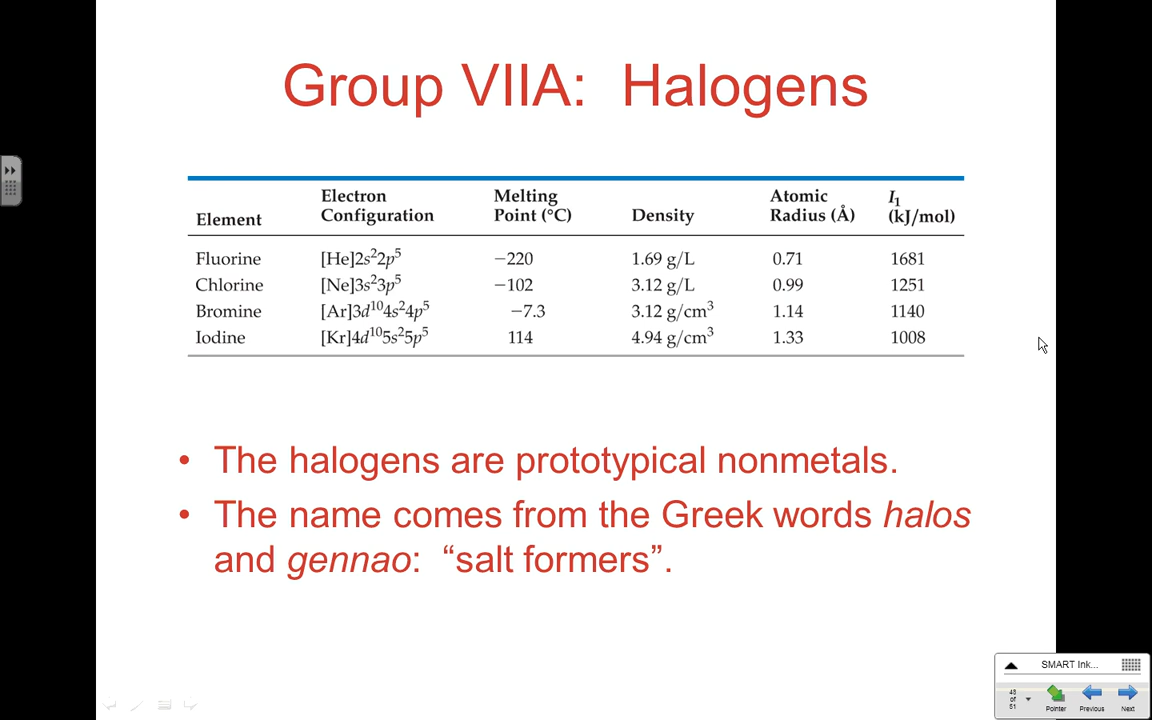 Group VIIA: Halogens
Element Electron Configuration Melting Point (°C) Density Atomic Radius (Å) I₁ (kJ/mol)
Fluorine [He]2s²2p⁵ −220 1.69 g/L 0.71 1681
Chlorine [Ne]3s²3p⁵ −102 3.12 g/L 0.99 1251
Bromine [Ar]3d¹⁰4s²4p⁵ −7.3 3.12 g/cm³ 1.14 1140
Iodine [Kr]4d¹⁰5s²5p⁵ 114 4.94 g/cm³ 1.33 1008
• The halogens are prototypical nonmetals.
• The name comes from the Greek words halos
and gennao: “salt formers”.
SMART Ink...
48 of 51 Pointer Previous Next